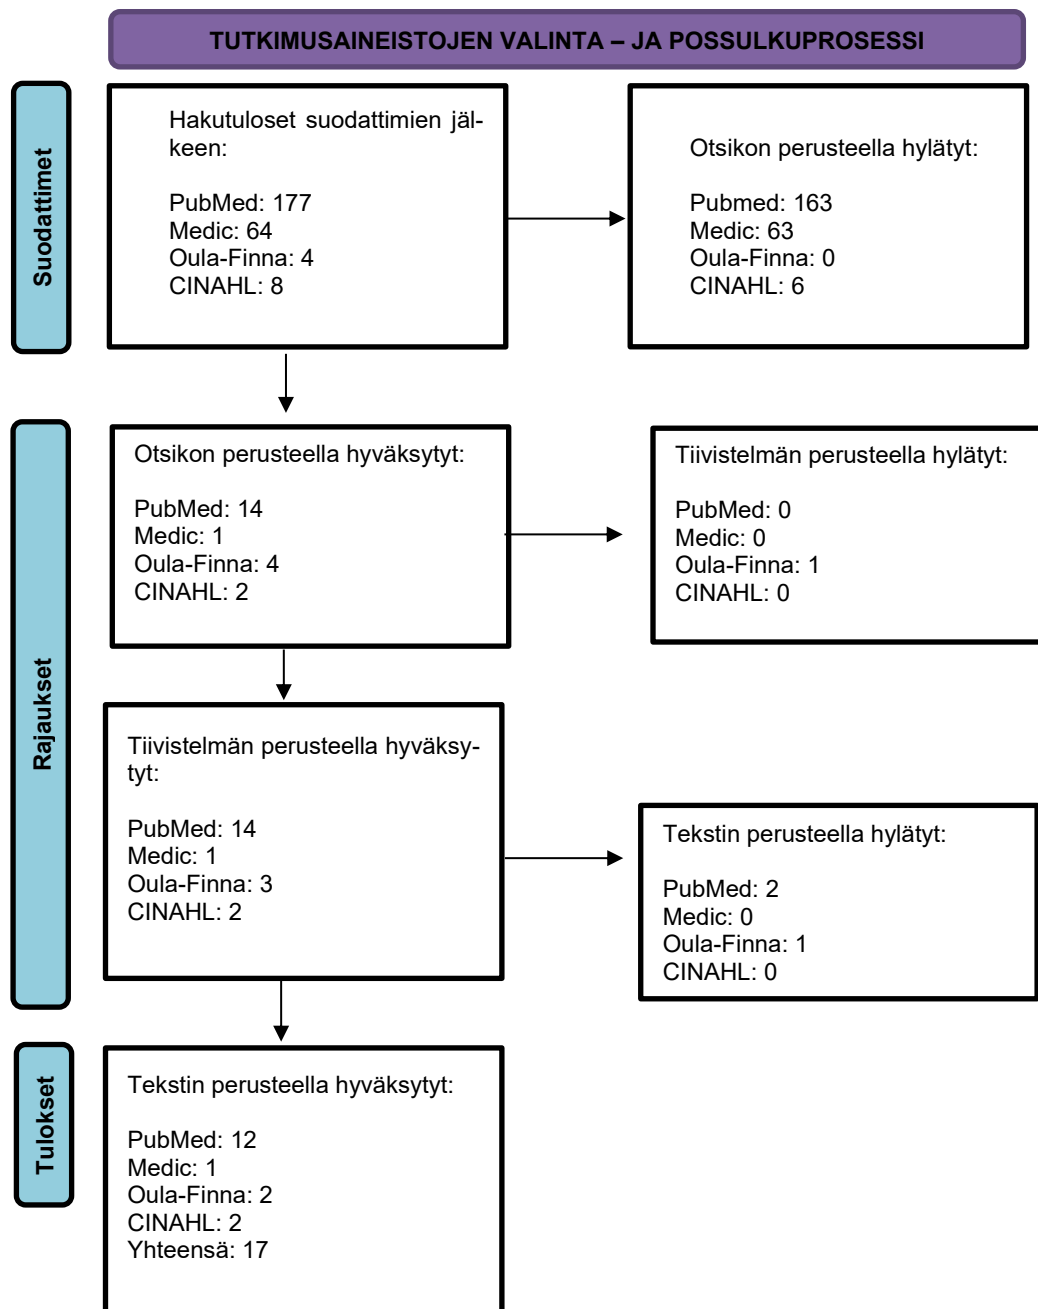 TUTKIMUSAINEISTOJEN VALINTA – JA POSSULKUPROSESSI
Suodattimet
Hakutuloset suodattimien jäl-
keen:
PubMed: 177
Medic: 64
Oula-Finna: 4
CINAHL: 8
Otsikon perusteella hylätyt:
Pubmed: 163
Medic: 63
Oula-Finna: 0
CINAHL: 6
Rajaukset
Otsikon perusteella hyväksytyt:
PubMed: 14
Medic: 1
Oula-Finna: 4
CINAHL: 2
Tiivistelmän perusteella hylätyt:
PubMed: 0
Medic: 0
Oula-Finna: 1
CINAHL: 0
Tiivistelmän perusteella hyväksy-
tyt:
PubMed: 14
Medic: 1
Oula-Finna: 3
CINAHL: 2
Tekstin perusteella hylätyt:
PubMed: 2
Medic: 0
Oula-Finna: 1
CINAHL: 0
Tulokset
Tekstin perusteella hyväksytyt:
PubMed: 12
Medic: 1
Oula-Finna: 2
CINAHL: 2
Yhteensä: 17